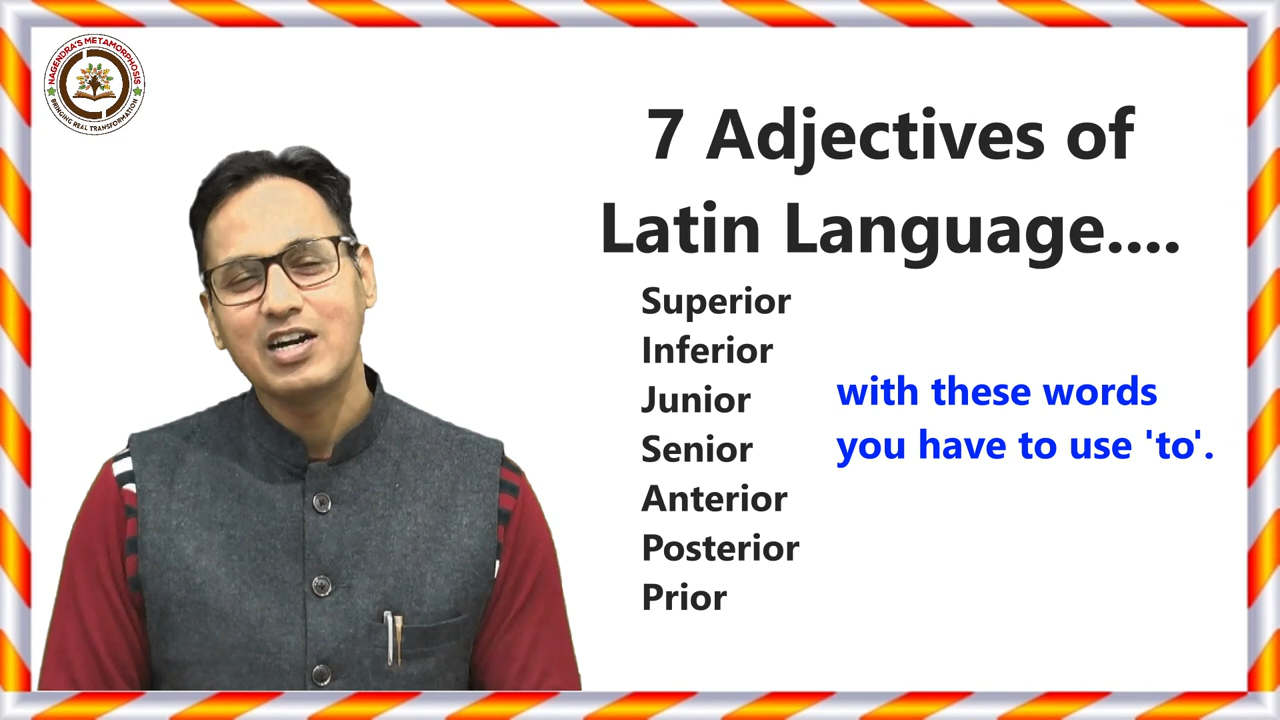 NAGENDRA'S METAMORPHOSIS
BRINGING REAL TRANSFORMATION
7 Adjectives of
Latin Language....
Superior
Inferior
Junior
Senior
Anterior
Posterior
Prior
with these words
you have to use 'to'.